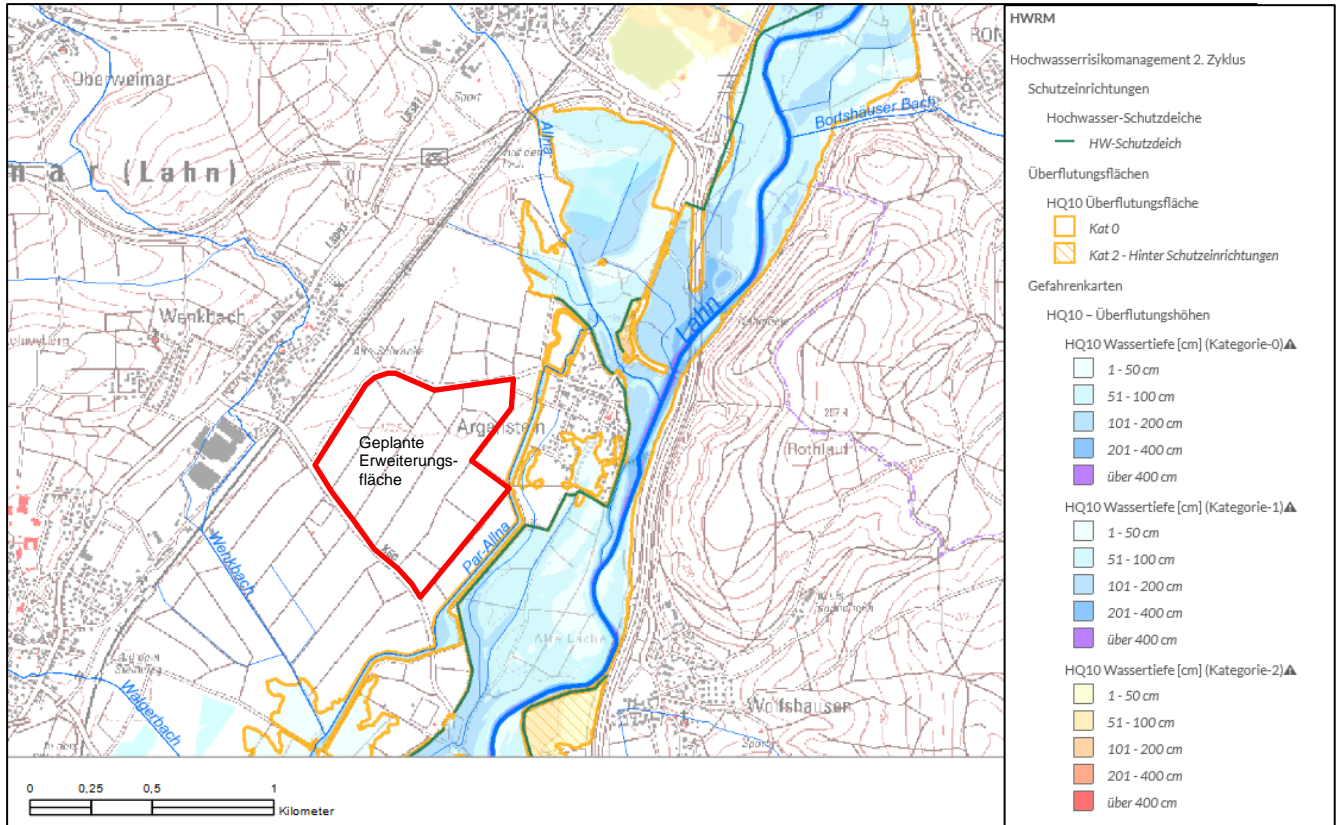 Oberweimar
Sport
RON
Bortshäuser Bach
Allna
n a r (Lahn)
L3093
Lahn
Wenkbach
Geplante
Erweiterungs-
fläche
Argenstein
Rothlauf
Par-Allna
Wenkbach
Alte Lache
Walgerbach
Wolfshausen
Sport
0 0,25 0,5 1
Kilometer
HWRM
Hochwasserrisikomanagement 2. Zyklus
Schutzeinrichtungen
Hochwasser-Schutzdeiche
HW-Schutzdeich
Überflutungsflächen
HQ10 Überflutungsfläche
Kat 0
Kat 2 - Hinter Schutzeinrichtungen
Gefahrenkarten
HQ10 – Überflutungshöhen
HQ10 Wassertiefe [cm] (Kategorie-0)
1 - 50 cm
51 - 100 cm
101 - 200 cm
201 - 400 cm
über 400 cm
HQ10 Wassertiefe [cm] (Kategorie-1)
1 - 50 cm
51 - 100 cm
101 - 200 cm
201 - 400 cm
über 400 cm
HQ10 Wassertiefe [cm] (Kategorie-2)
1 - 50 cm
51 - 100 cm
101 - 200 cm
201 - 400 cm
über 400 cm